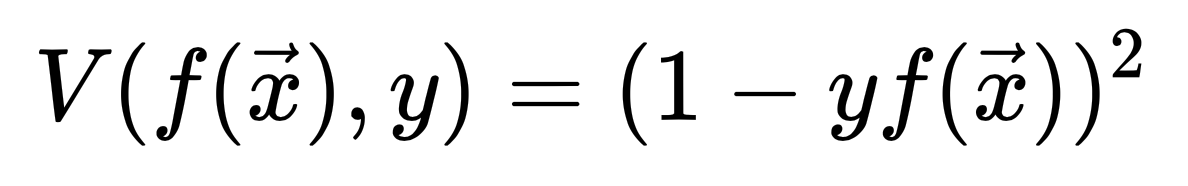 V(f(x⃗), y) = (1 − yf(x⃗))²